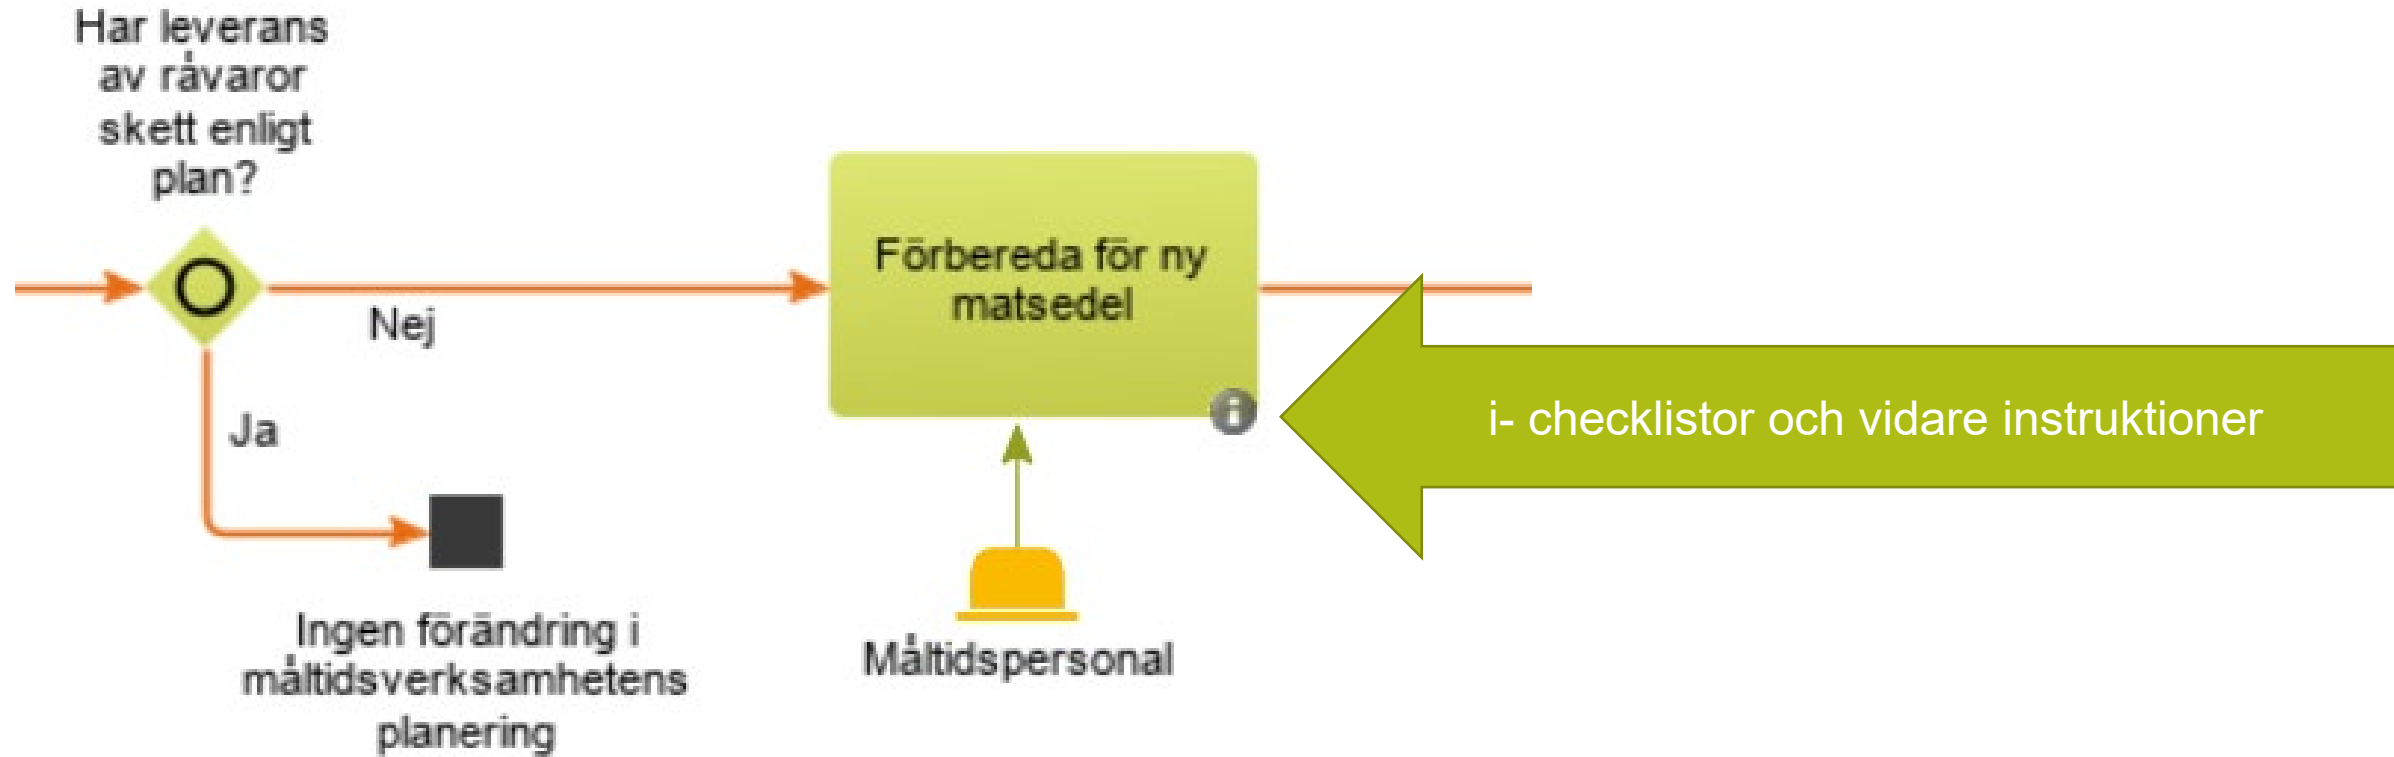 Har leverans
av råvaror
skett enligt
plan?
Nej
Ja
Ingen förändring i
måltidsverksamhetens
planering
Förbereda för ny
matsedel
i
Måltidspersonal
i- checklistor och vidare instruktioner